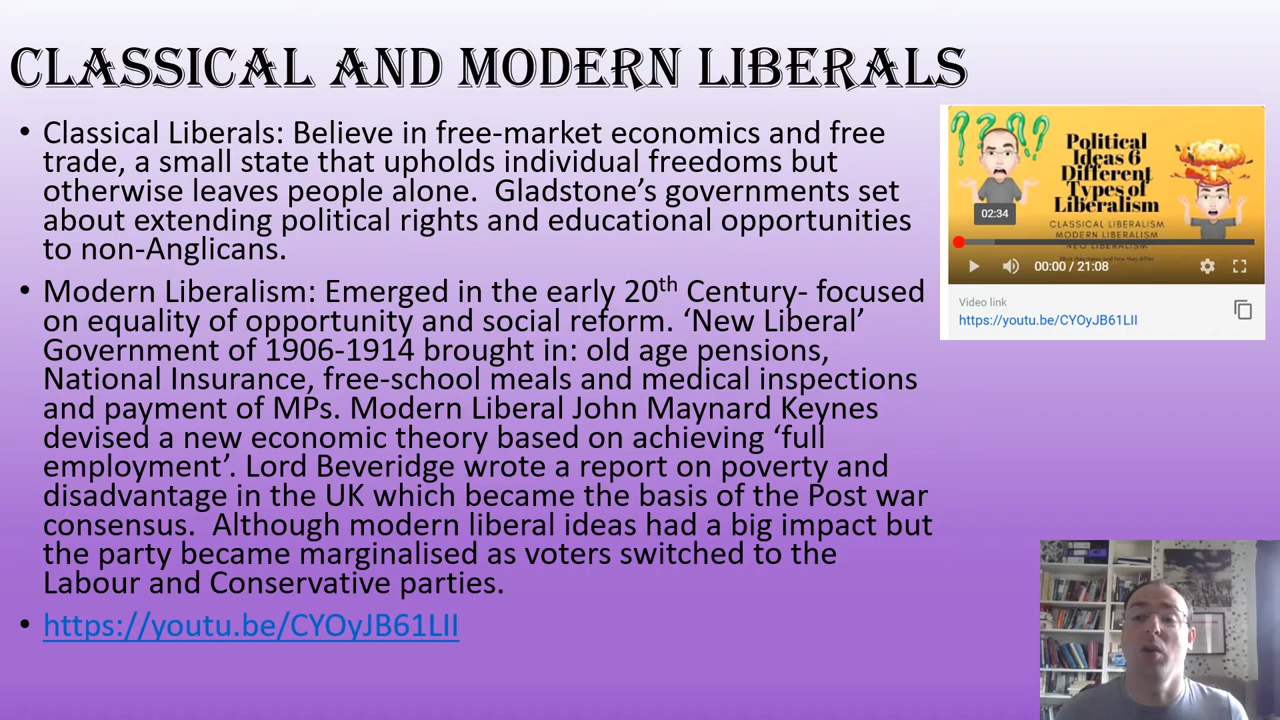 CLASSICAL AND MODERN LIBERALS
• Classical Liberals: Believe in free-market economics and free
trade, a small state that upholds individual freedoms but
otherwise leaves people alone.  Gladstone’s governments set
about extending political rights and educational opportunities
to non-Anglicans.
• Modern Liberalism: Emerged in the early 20th Century- focused
on equality of opportunity and social reform. ‘New Liberal’
Government of 1906-1914 brought in: old age pensions,
National Insurance, free-school meals and medical inspections
and payment of MPs. Modern Liberal John Maynard Keynes
devised a new economic theory based on achieving ‘full
employment’. Lord Beveridge wrote a report on poverty and
disadvantage in the UK which became the basis of the Post war
consensus.  Although modern liberal ideas had a big impact but
the party became marginalised as voters switched to the
Labour and Conservative parties.
• https://youtu.be/CYOyJB61LII
????
Political
Ideas 6
Different
Types of
Liberalism
02:34
CLASSICAL LIBERALISM
MODERN LIBERALISM
NEO LIBERALISM
00:00 / 21:08
Video link
https://youtu.be/CYOyJB61LII